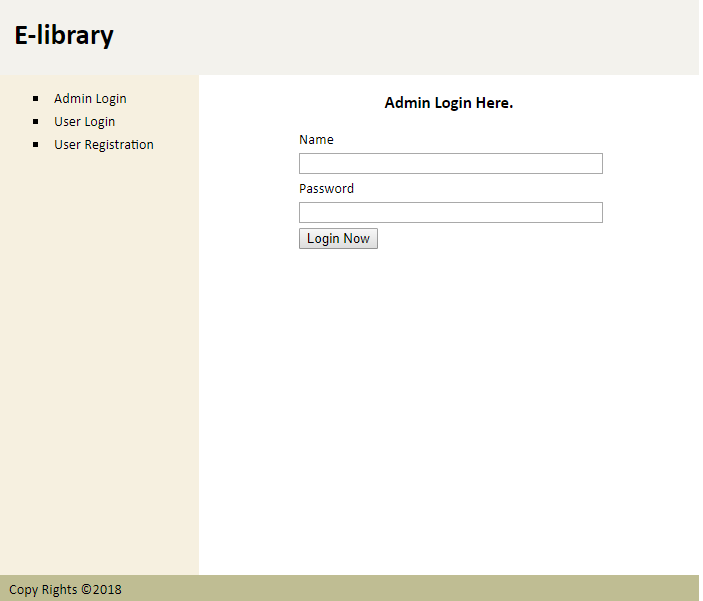 E-library
Admin Login
User Login
User Registration
Admin Login Here.
Name
Password
Login Now
Copy Rights ©2018